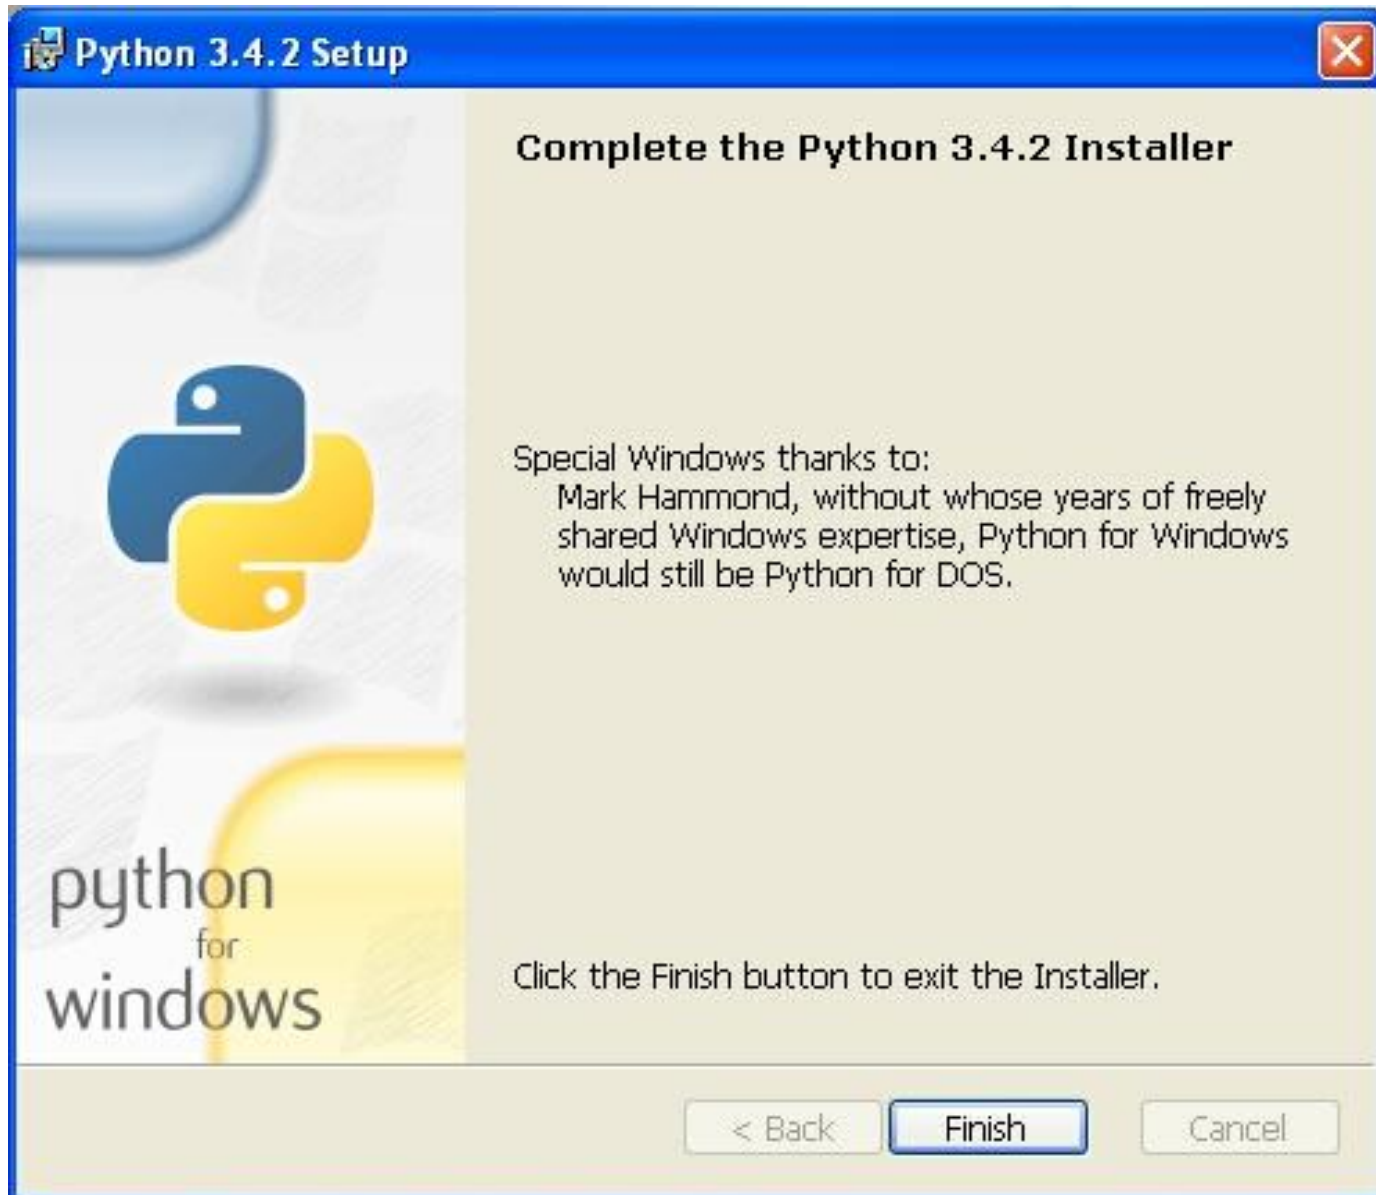 Python 3.4.2 Setup
Complete the Python 3.4.2 Installer
Special Windows thanks to:
Mark Hammond, without whose years of freely
shared Windows expertise, Python for Windows
would still be Python for DOS.
python
for
windows
Click the Finish button to exit the Installer.
< Back
Finish
Cancel